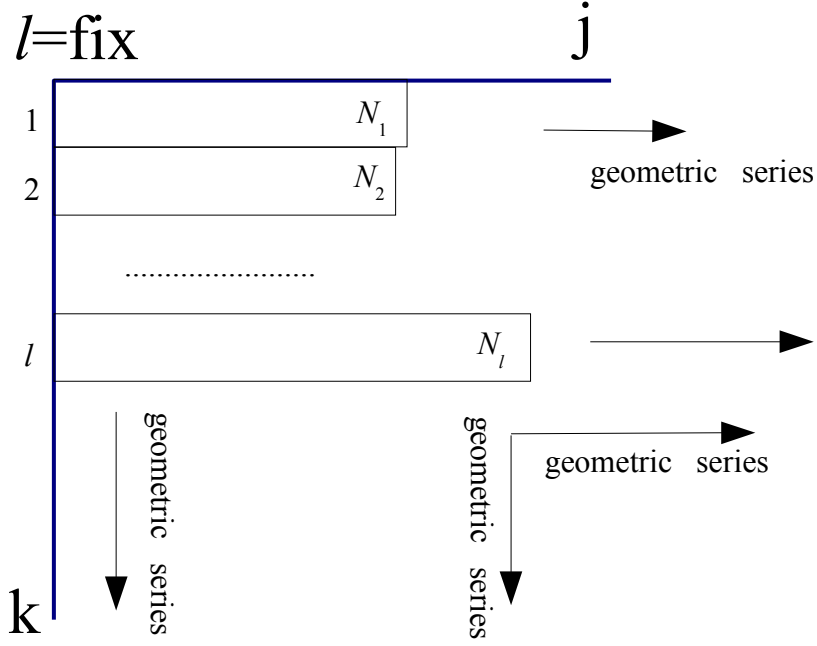 l=fix
j
1
N1
geometric series
2
N2
.......................
l
Nl
geometric series
geometric series
geometric series
k